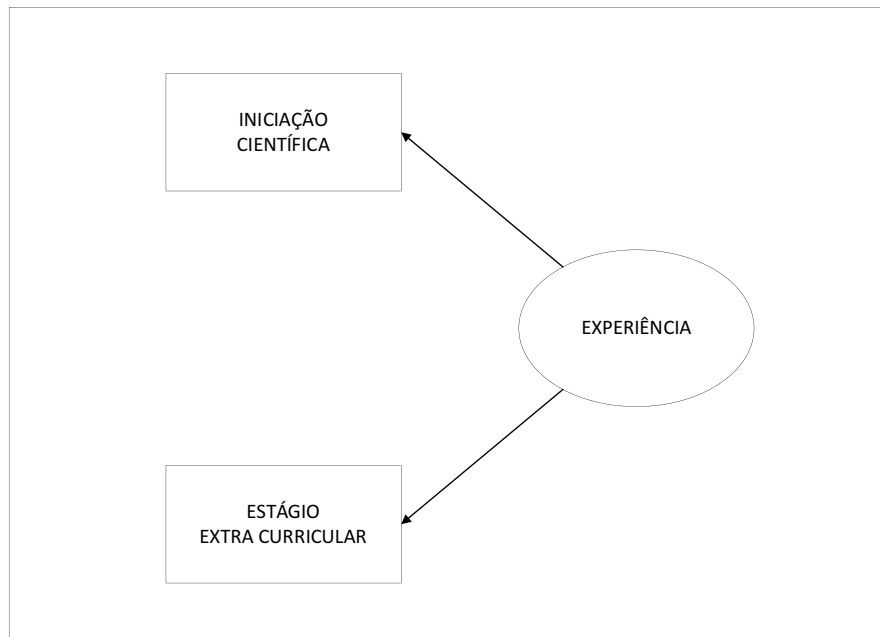 INICIAÇÃO
CIENTÍFICA
EXPERIÊNCIA
ESTÁGIO
EXTRA CURRICULAR